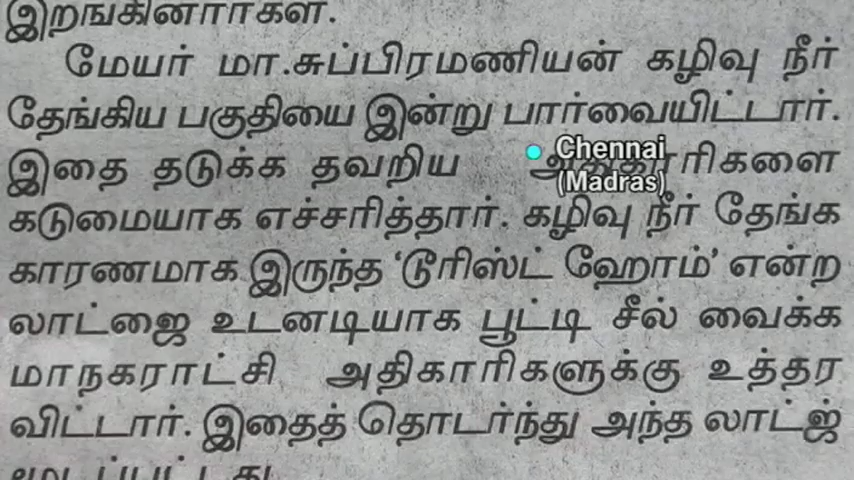 இறங்கினார்கள்.
மேயர் மா.சுப்பிரமணியன் கழிவு நீர்
தேங்கிய பகுதியை இன்று பார்வையிட்டார்.
இதை தடுக்க தவறிய
Chennai
(Madras)
கடுமையாக எச்சரித்தார். கழிவு நீர் தேங்க
காரணமாக இருந்த ‘டூரிஸ்ட் ஹோம்’ என்ற
லாட்ஜை உடனடியாக பூட்டி சீல் வைக்க
மாநகராட்சி அதிகாரிகளுக்கு உத்தர
விட்டார். இதைத் தொடர்ந்து அந்த லாட்ஜ்